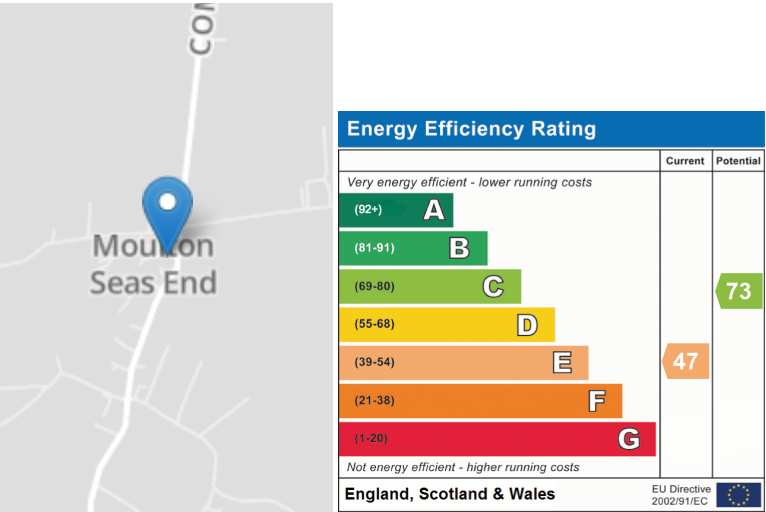 Moulton
Seas End
Energy Efficiency Rating
Current Potential
Very energy efficient - lower running costs
(92+) A
(81-91) B
(69-80) C
73
(55-68) D
(39-54) E
47
(21-38) F
(1-20) G
Not energy efficient - higher running costs
England, Scotland & Wales
EU Directive
2002/91/EC